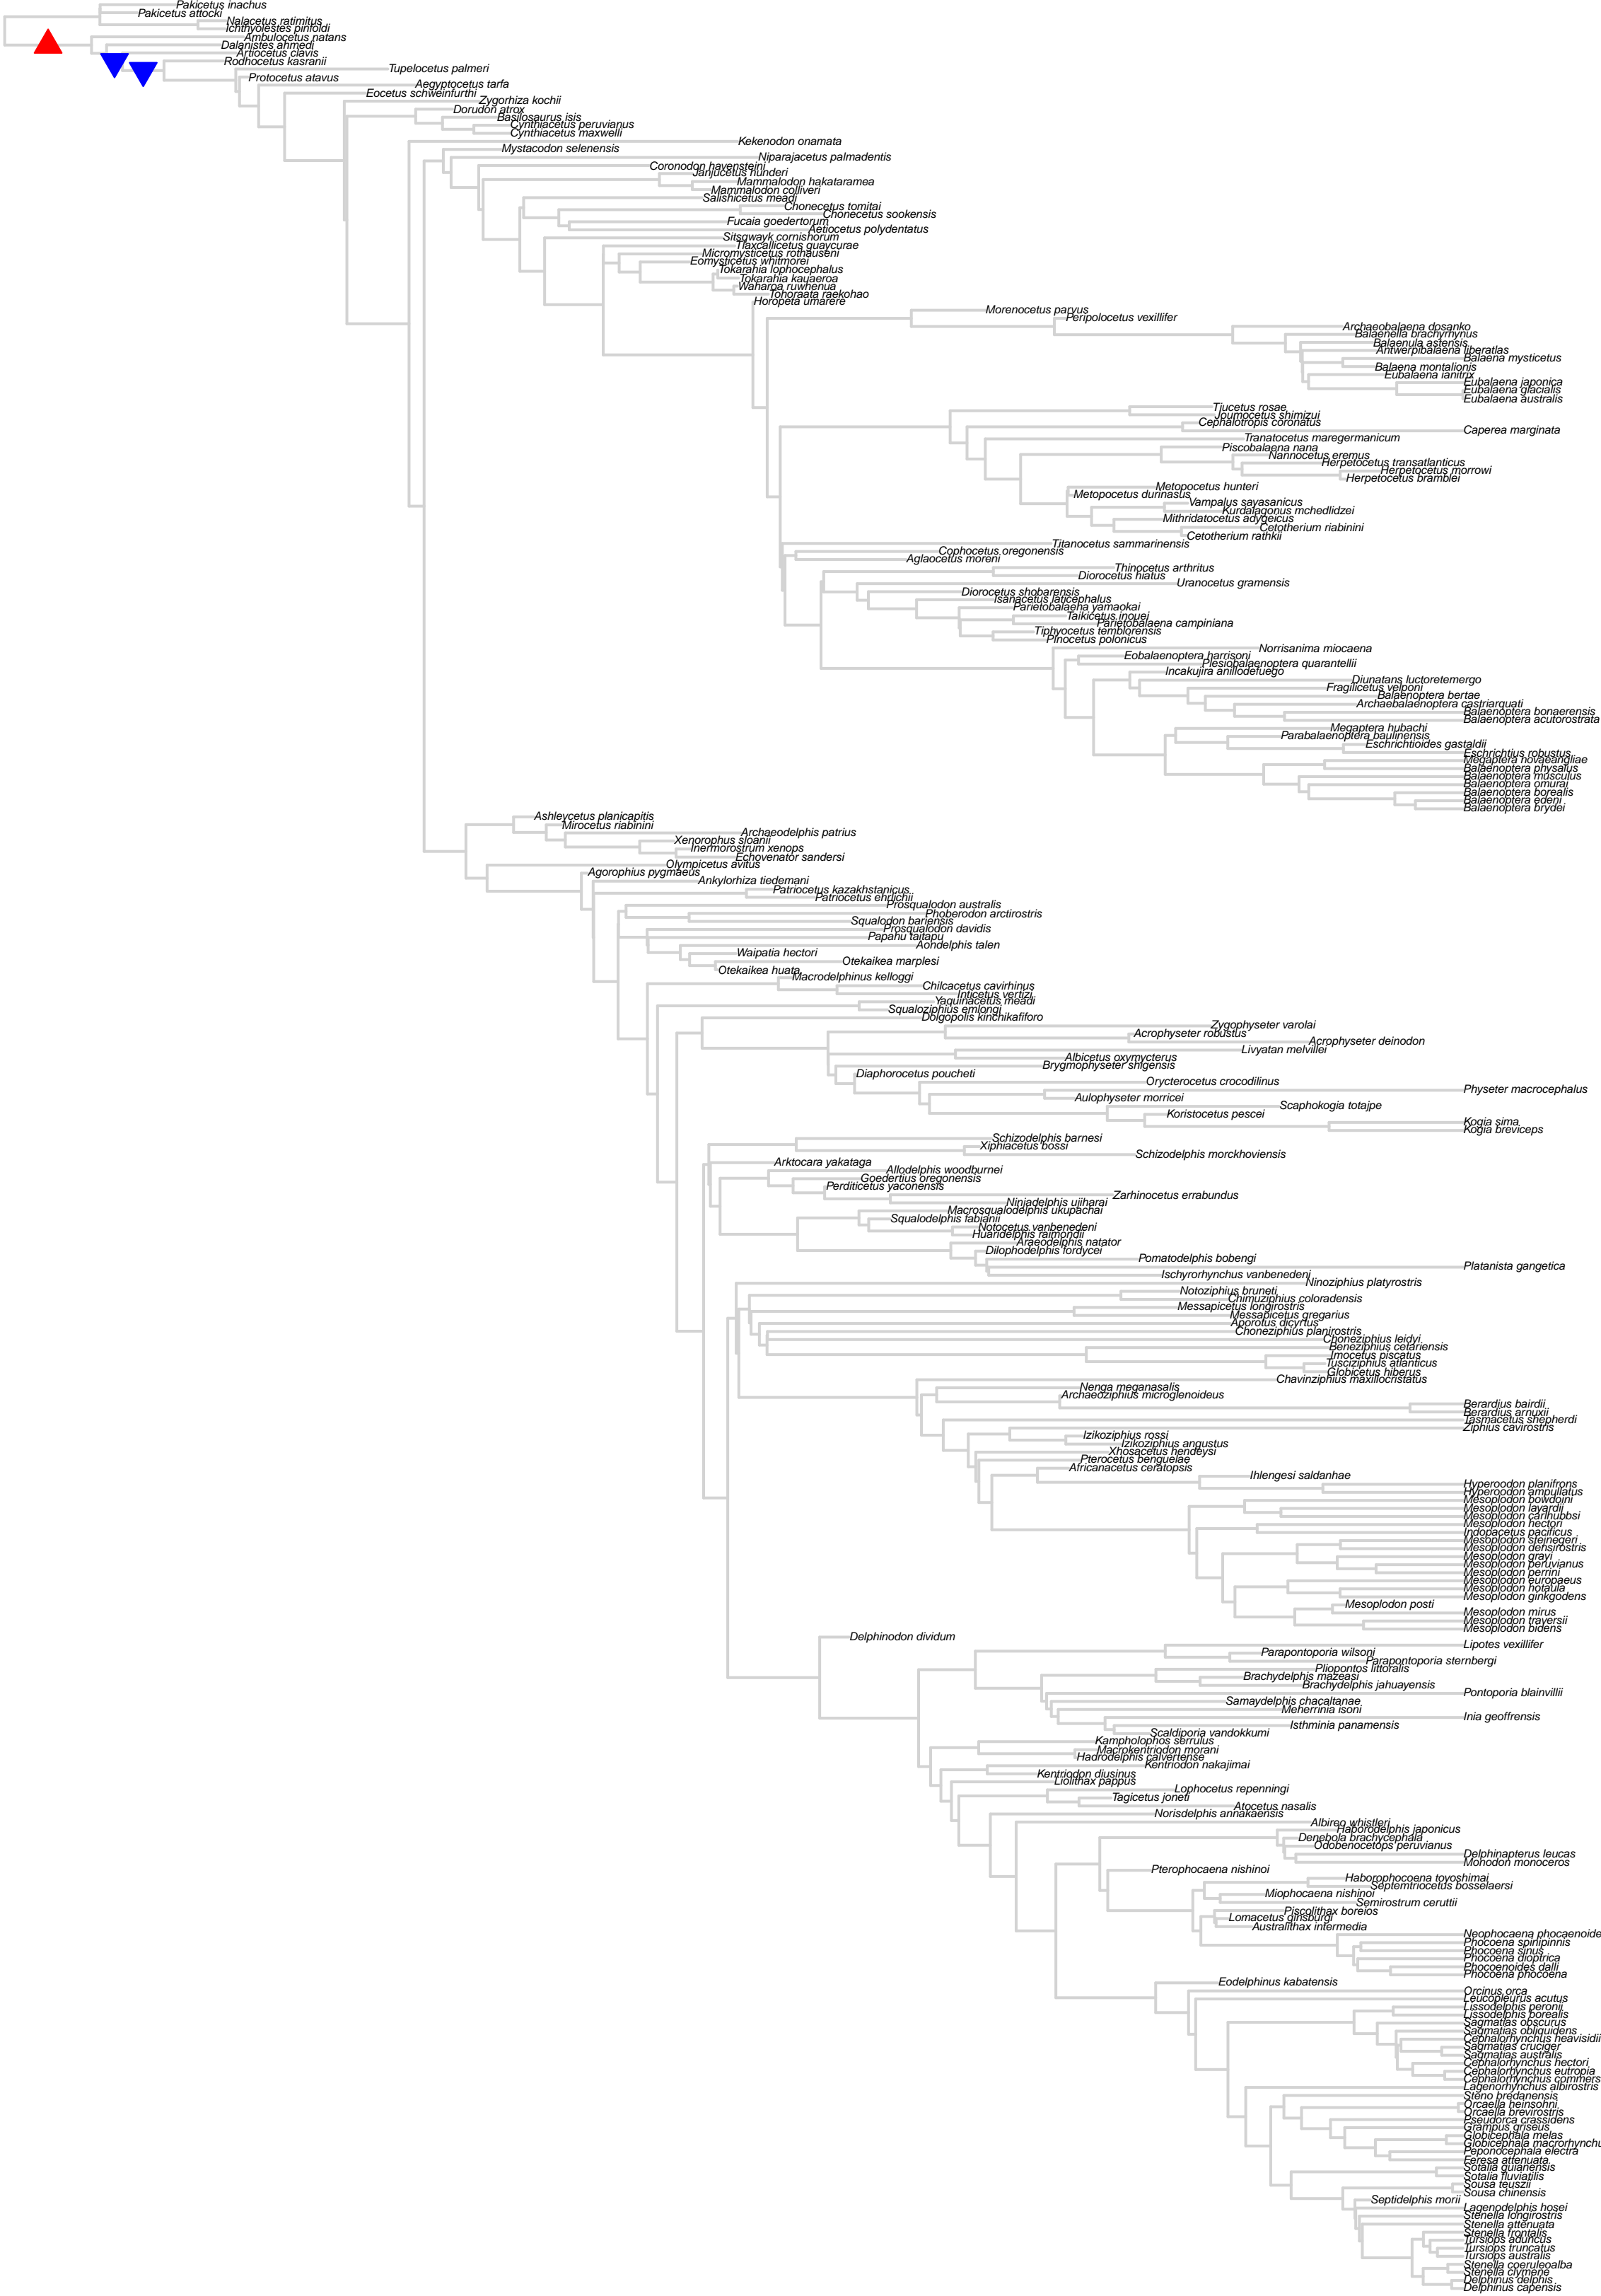 Pakicetus inachus
Pakicetus attocki
Nalacetus ratimitus
Ichthyolestes pinfoldi
Ambulocetus natans
Dalanistes ahmedi
Artiocetus clavis
Rodhocetus kasranii
Tupelocetus palmeri
Protocetus atavus
Aegyptocetus tarfa
Eocetus schweinfurthi
Zygorhiza kochii
Dorudon atrox
Basilosaurus isis
Cynthiacetus peruvianus
Cynthiacetus maxwelli
Kekenodon onamata
Mystacodon selenensis
Niparajacetus palmadentis
Coronodon havensteini
Janjucetus hunderi
Mammalodon hakataramea
Mammalodon colliveri
Salishicetus meadi
Chonecetus tomitai
Chonecetus sookensis
Fucaia goedertorum
Aetiocetus polydentatus
Sitsqwayk cornishorum
Tlaxcallicetus guaycurae
Micromysticetus rothauseni
Eomysticetus whitmorei
Tokarahia lophocephalus
Tokarahia kauaeroa
Waharoa ruwhenua
Tohoraata raekohao
Horopeta umarere
Morenocetus parvus
Peripolocetus vexillifer
Archaeobalaena dosanko
Balaenella brachyrhynus
Balaenula astensis
Antwerpibalaena liberatlas
Balaena mysticetus
Balaena montalionis
Eubalaena ianitrix
Eubalaena japonica
Eubalaena glacialis
Eubalaena australis
Tiucetus rosae
Joumocetus shimizui
Cephalotropis coronatus
Caperea marginata
Tranatocetus maregermanicum
Piscobalaena nana
Nannocetus eremus
Herpetocetus transatlanticus
Herpetocetus morrowi
Herpetocetus bramblei
Metopocetus hunteri
Metopocetus durinasus
Vampalus sayasanicus
Kurdalagonus mchedlidzei
Mithridatocetus adygeicus
Cetotherium riabinini
Cetotherium rathkii
Titanocetus sammarinensis
Cophocetus oregonensis
Aglaocetus moreni
Thinocetus arthritus
Diorocetus hiatus
Uranocetus gramensis
Diorocetus shobarensis
Isanacetus laticephalus
Parietobalaena yamaokai
Taikicetus inouei
Parietobalaena campiniana
Tiphyocetus temblorensis
Pinocetus polonicus
Norrisanima miocaena
Eobalaenoptera harrisoni
Plesiobalaenoptera quarantellii
Incakujira anillodefuego
Diunatans luctoretemergo
Fragilicetus velponi
Balaenoptera bertae
Archaebalaenoptera castriarquati
Balaenoptera bonaerensis
Balaenoptera acutorostrata
Megaptera hubachi
Parabalaenoptera baulinensis
Eschrichtioides gastaldii
Eschrichtius robustus
Megaptera novaeangliae
Balaenoptera physalus
Balaenoptera musculus
Balaenoptera omurai
Balaenoptera borealis
Balaenoptera edeni
Balaenoptera brydei
Ashleycetus planicapitis
Mirocetus riabinini
Archaeodelphis patrius
Xenorophus sloanii
Inermorostrum xenops
Echovenator sandersi
Olympicetus avitus
Agorophius pygmaeus
Ankylorhiza tiedemani
Patriocetus kazakhstanicus
Patriocetus ehrlichii
Prosqualodon australis
Phoberodon arctirostris
Squalodon bariensis
Prosqualodon davidis
Papahu taitapu
Aondelphis talen
Waipatia hectori
Otekaikea marplesi
Otekaikea huata
Macrodelphinus kelloggi
Chilcacetus cavirhinus
Inticetus vertizi
Yaquinacetus meadi
Squaloziphius emlongi
Dolgopolis kinchikafiforo
Zygophyseter varolai
Acrophyseter robustus
Acrophyseter deinodon
Livyatan melvillei
Albicetus oxymycterus
Brygmophyseter shigensis
Diaphorocetus poucheti
Orycterocetus crocodilinus
Physeter macrocephalus
Aulophyseter morricei
Scaphokogia totajpe
Koristocetus pescei
Kogia sima
Kogia breviceps
Schizodelphis barnesi
Xiphiacetus bossi
Schizodelphis morckhoviensis
Arktocara yakataga
Allodelphis woodburnei
Goedertius oregonensis
Perditicetus yaconensis
Zarhinocetus errabundus
Ninjadelphis ujiharai
Macrosqualodelphis ukupachai
Squalodelphis fabianii
Notocetus vanbenedeni
Huaridelphis raimondii
Araeodelphis natator
Dilophodelphis fordycei
Pomatodelphis bobengi
Platanista gangetica
Ischyrorhynchus vanbenedeni
Ninoziphius platyrostris
Notoziphius bruneti
Chimuziphius coloradensis
Messapicetus longirostris
Messapicetus gregarius
Aporotus dicyrtus
Choneziphius planirostris
Choneziphius leidyi
Beneziphius cetariensis
Imocetus piscatus
Tusciziphius atlanticus
Globicetus hiberus
Chavinziphius maxillocristatus
Nenga meganasalis
Archaeoziphius microglenoideus
Berardius bairdii
Berardius arnuxii
Tasmacetus shepherdi
Ziphius cavirostris
Izikoziphius rossi
Izikoziphius angustus
Xhosacetus hendeysi
Pterocetus benguelae
Africanacetus ceratopsis
Ihlengesi saldanhae
Hyperoodon planifrons
Hyperoodon ampullatus
Mesoplodon bowdoini
Mesoplodon layardii
Mesoplodon carlhubbsi
Mesoplodon hectori
Indopacetus pacificus
Mesoplodon stejnegeri
Mesoplodon densirostris
Mesoplodon grayi
Mesoplodon peruvianus
Mesoplodon perrini
Mesoplodon europaeus
Mesoplodon hotaula
Mesoplodon ginkgodens
Mesoplodon posti
Mesoplodon mirus
Mesoplodon traversii
Mesoplodon bidens
Delphinodon dividum
Lipotes vexillifer
Parapontoporia wilsoni
Parapontoporia sternbergi
Pliopontos littoralis
Brachydelphis mazeasi
Brachydelphis jahuayensis
Pontoporia blainvillii
Samaydelphis chacaltanae
Meherrinia isoni
Inia geoffrensis
Isthminia panamensis
Scaldiporia vandokkumi
Kampholophos serrulus
Macrokentriodon morani
Hadrodelphis calvertense
Kentriodon nakajimai
Kentriodon diusinus
Liolithax pappus
Lophocetus repenningi
Tagicetus joneti
Atocetus nasalis
Norisdelphis annakaensis
Albireo whistleri
Haborodelphis japonicus
Denebola brachycephala
Odobenocetops peruvianus
Delphinapterus leucas
Monodon monoceros
Pterophocaena nishinoi
Haborophocoena toyoshimai
Septemtriocetus bosselaersi
Miophocaena nishinoi
Semirostrum ceruttii
Piscolithax boreios
Lomacetus ginsburgi
Australithax intermedia
Neophocaena phocaenoide
Phocoena spinipinnis
Phocoena sinus
Phocoena dioptrica
Phocoenoides dalli
Phocoena phocoena
Eodelphinus kabatensis
Orcinus orca
Leucopleurus acutus
Lissodelphis peronii
Lissodelphis borealis
Sagmatias obscurus
Sagmatias obliquidens
Cephalorhynchus heavisidii
Sagmatias cruciger
Sagmatias australis
Cephalorhynchus hectori
Cephalorhynchus eutropia
Cephalorhynchus commers
Lagenorhynchus albirostris
Steno bredanensis
Orcaella heinsohni
Orcaella brevirostris
Pseudorca crassidens
Grampus griseus
Globicephala melas
Globicephala macrorhynchu
Peponocephala electra
Feresa attenuata
Sotalia guianensis
Sotalia fluviatilis
Sousa teuszii
Sousa chinensis
Septidelphis morii
Lagenodelphis hosei
Stenella longirostris
Stenella attenuata
Stenella frontalis
Tursiops aduncus
Tursiops truncatus
Tursiops australis
Stenella coeruleoalba
Stenella clymene
Delphinus delphis
Delphinus capensis